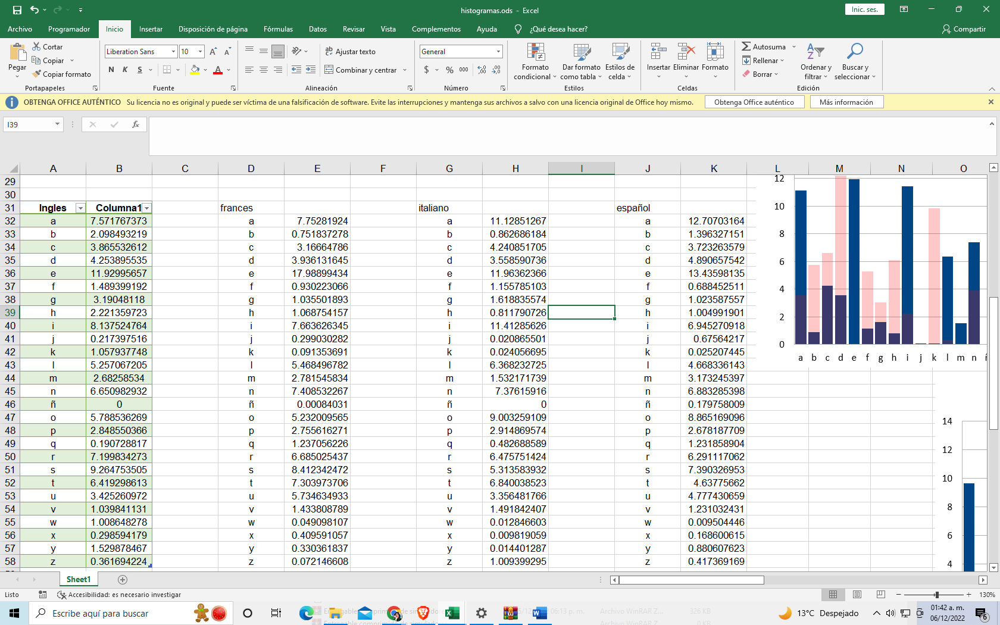 histogramas.ods - Excel
Inic. ses.
Archivo Programador Inicio Insertar Disposición de página Fórmulas Datos Revisar Vista Complementos Ayuda ¿Qué desea hacer? Compartir
Pegar
Cortar
Copiar
Copiar formato
Portapapeles
Liberation Sans 10
N K S
Fuente
Ajustar texto
Combinar y centrar
Alineación
General
$ % 000
Número
Formato condicional
Dar formato como tabla
Estilos de celda
Estilos
Insertar Eliminar Formato
Celdas
Autosuma
Rellenar
Borrar
Ordenar y filtrar
Buscar y seleccionar
Edición
OBTENGA OFFICE AUTÉNTICO Su licencia no es original y puede ser víctima de una falsificación de software. Evite las interrupciones y mantenga sus archivos a salvo con una licencia original de Office hoy mismo. Obtenga Office auténtico Más información
I39 fx
A B C D E F G H I J K L M N O
29
30
31 Ingles Columna1 frances italiano español
32 a 7.571767373 a 7.75281924 a 11.12851267 a 12.70703164
33 b 2.098493219 b 0.751837278 b 0.862686184 b 1.396327151
34 c 3.865532612 c 3.16664786 c 4.240851705 c 3.723263579
35 d 4.253895535 d 3.936131645 d 3.558590736 d 4.890657542
36 e 11.92995657 e 17.98899434 e 11.96362366 e 13.43598135
37 f 1.489399192 f 0.930223066 f 1.155785103 f 0.688452511
38 g 3.19048118 g 1.035501893 g 1.618835574 g 1.023587557
39 h 2.221359723 h 1.068754157 h 0.811790726 h 1.004991901
40 i 8.137524764 i 7.663626345 i 11.41285626 i 6.945270918
41 j 0.217397516 j 0.299030282 j 0.020865501 j 0.67564217
42 k 1.057937748 k 0.091353691 k 0.024056695 k 0.025207445
43 l 5.257067205 l 5.468496782 l 6.368232725 l 4.668336143
44 m 2.68258534 m 2.781545834 m 1.532171739 m 3.173245397
45 n 6.650982932 n 7.408532267 n 7.37615916 n 6.883285398
46 ñ 0 ñ 0.00084031 ñ 0 ñ 0.179758009
47 o 5.788536269 o 5.232009565 o 9.003259109 o 8.865169096
48 p 2.848550366 p 2.755616271 p 2.914869574 p 2.678187709
49 q 0.190728817 q 1.237056226 q 0.482688589 q 1.231858904
50 r 7.199834273 r 6.685025437 r 6.475751424 r 6.291117062
51 s 9.264753505 s 8.412342472 s 5.313583932 s 7.390326953
52 t 6.419298613 t 7.303973706 t 6.840038523 t 4.63775662
53 u 3.425260972 u 5.734634933 u 3.356481766 u 4.777430659
54 v 1.039841131 v 1.433808789 v 1.491842407 v 1.231032431
55 w 1.008648278 w 0.049098107 w 0.012846603 w 0.009504446
56 x 0.298594179 x 0.409591057 x 0.009819059 x 0.168600615
57 y 1.529878467 y 0.330361837 y 0.014401287 y 0.880607623
58 z 0.361694224 z 0.072146608 z 1.009399295 z 0.417369169
12
10
8
6
4
2
0
a b c d e f g h i j k l m n
14
12
10
8
6
4
Sheet1
Listo Accesibilidad: es necesario investigar 130%
Escribe aquí para buscar
06:13 p. m. Archivo WinRAR Z... 326 KB
Archivo WinRAR Z... 0 KB
13°C Despejado
01:42 a. m.
06/12/2022
6